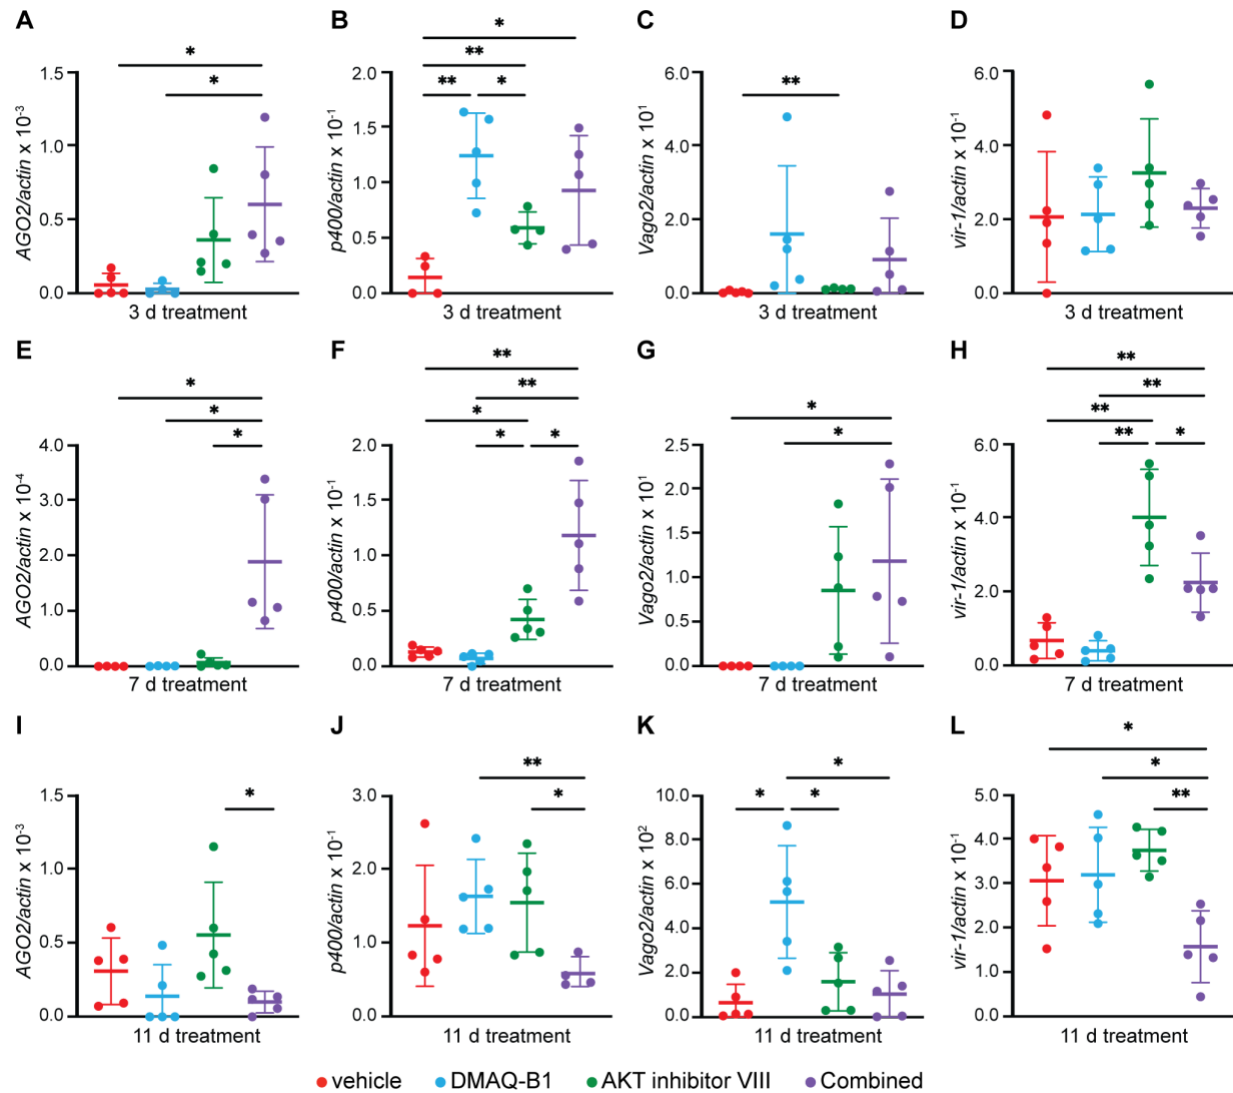 A
B
C
D
*
*
AGO2/actin x 10-3
1.5
1.0
0.5
0.0
3 d treatment
*
**
** *
p400/actin x 10-1
2.0
1.5
1.0
0.5
0.0
3 d treatment
**
Vago2/actin x 101
6.0
4.0
2.0
0.0
3 d treatment
vir-1/actin x 10-1
6.0
4.0
2.0
0.0
3 d treatment
E
F
G
H
*
*
*
AGO2/actin x 10-4
4.0
3.0
2.0
1.0
0.0
7 d treatment
**
**
*
* *
p400/actin x 10-1
2.0
1.5
1.0
0.5
0.0
7 d treatment
*
*
Vago2/actin x 101
2.5
2.0
1.5
1.0
0.5
0.0
7 d treatment
**
**
**
** *
vir-1/actin x 10-1
6.0
4.0
2.0
0.0
7 d treatment
I
J
K
L
*
AGO2/actin x 10-3
1.5
1.0
0.5
0.0
11 d treatment
**
*
p400/actin x 10-1
3.0
2.0
1.0
0.0
11 d treatment
*
* *
Vago2/actin x 102
10.0
8.0
6.0
4.0
2.0
0.0
11 d treatment
*
*
**
vir-1/actin x 10-1
5.0
4.0
3.0
2.0
1.0
0.0
11 d treatment
vehicle DMAQ-B1 AKT inhibitor VIII Combined